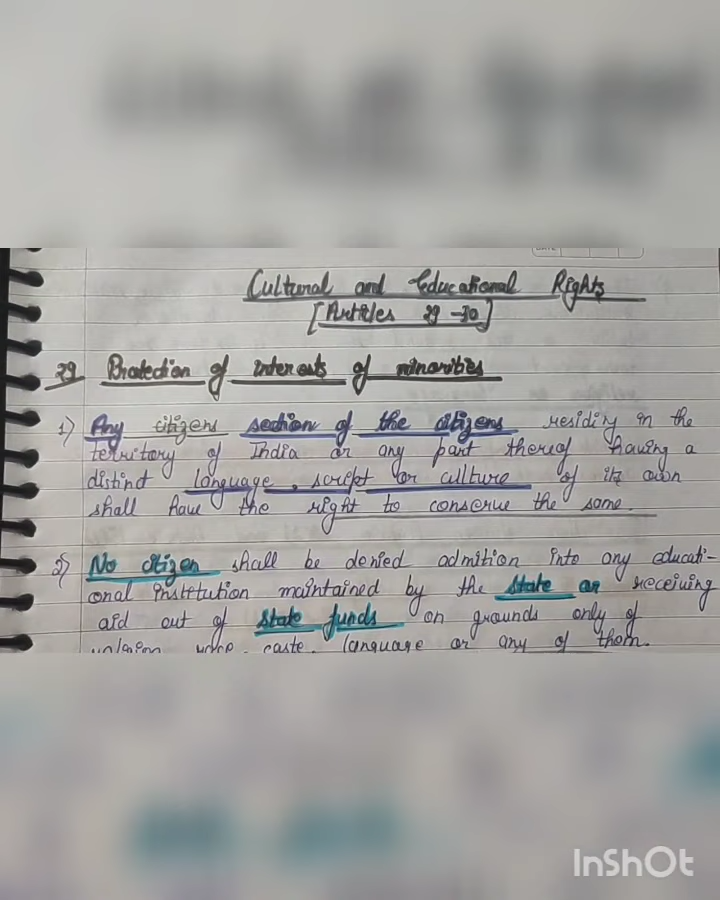 Cultural and Educational Rights
[Articles 29-30]
29 Protection of interests of minorities
1) Any citizens section of the citizens residing in the
territory of India or any part thereof having a
distinct language, script or culture of its own
shall have the right to conserve the same.
2) No citizen shall be denied admition into any educati-
onal institution maintained by the State or receiving
aid out of State funds on grounds only of
religion, race, caste, language or any of them.
InShOt